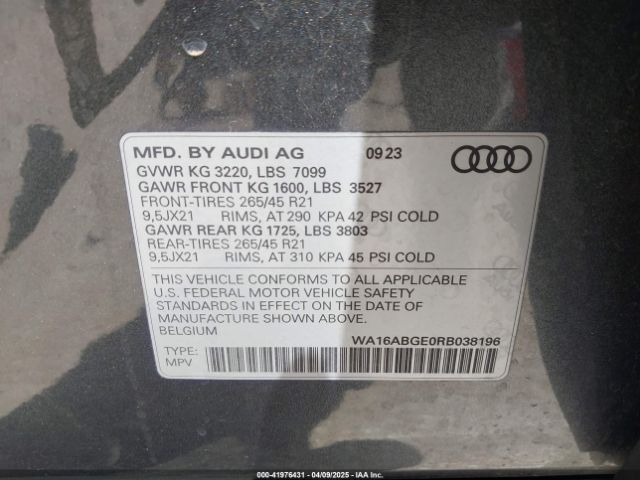 MFD. BY AUDI AG 09 23
GVWR KG 3220, LBS 7099
GAWR FRONT KG 1600, LBS 3527
FRONT-TIRES 265/45 R21
9,5JX21 RIMS, AT 290 KPA 42 PSI COLD
GAWR REAR KG 1725, LBS 3803
REAR-TIRES 265/45 R21
9,5JX21 RIMS, AT 310 KPA 45 PSI COLD
THIS VEHICLE CONFORMS TO ALL APPLICABLE
U.S. FEDERAL MOTOR VEHICLE SAFETY
STANDARDS IN EFFECT ON THE DATE OF
MANUFACTURE SHOWN ABOVE.
BELGIUM
WA16ABGE0RB038196
TYPE:
MPV
000-41976431 - 04/09/2025 - IAA Inc.